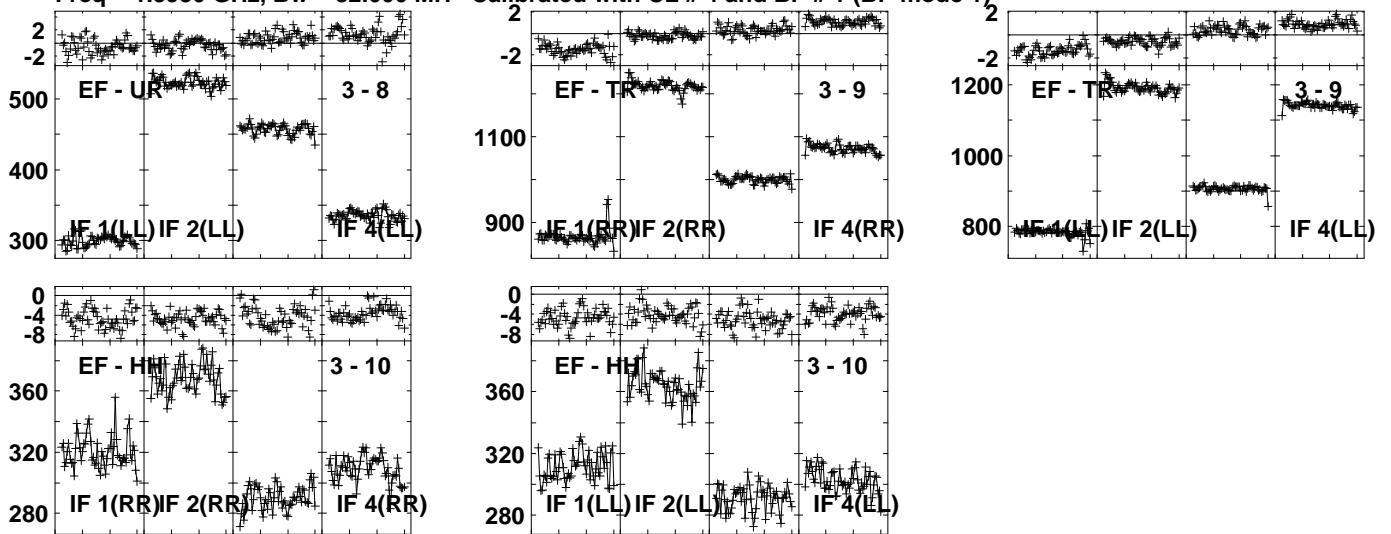 2 2 2
-2 -2 -2
EF - UR 3 - 8 EF - TR 3 - 9 EF - TR 3 - 9
500 1100 1200
400 1000
300 900 800
IF 1(LL) IF 2(LL) IF 4(LL) IF 1(RR) IF 2(RR) IF 4(RR) IF 1(LL) IF 2(LL) IF 4(LL)
0 0
-4 -4
-8 -8
EF - HH 3 - 10 EF - HH 3 - 10
360 360
320 320
280 280
IF 1(RR) IF 2(RR) IF 4(RR) IF 1(LL) IF 2(LL) IF 4(LL)